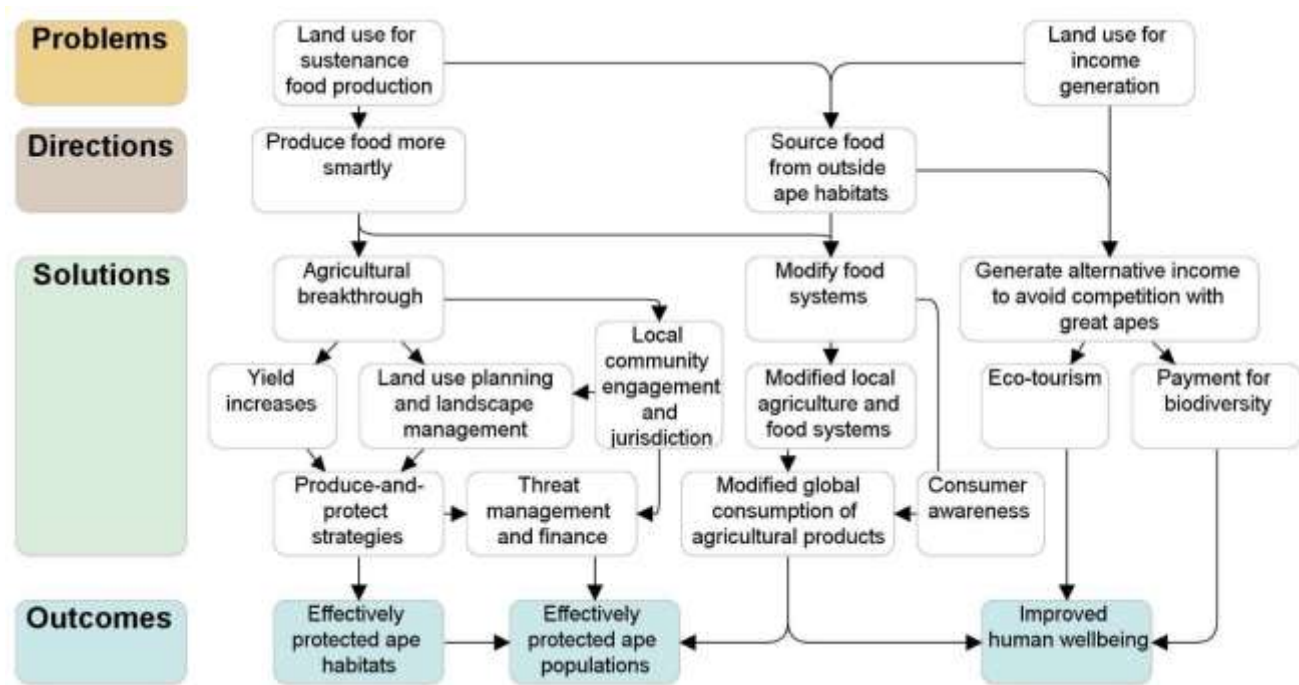 Problems
Land use for
sustenance
food production
Land use for
income
generation
Directions
Produce food more
smartly
Source food
from outside
ape habitats
Solutions
Agricultural
breakthrough
Modify food
systems
Generate alternative income
to avoid competition with
great apes
Local
community
engagement
and
jurisdiction
Yield
increases
Land use planning
and landscape
management
Modified local
agriculture and
food systems
Eco-tourism
Payment for
biodiversity
Produce-and-
protect
strategies
Threat
management
and finance
Modified global
consumption of
agricultural products
Consumer
awareness
Outcomes
Effectively
protected ape
habitats
Effectively
protected ape
populations
Improved
human wellbeing